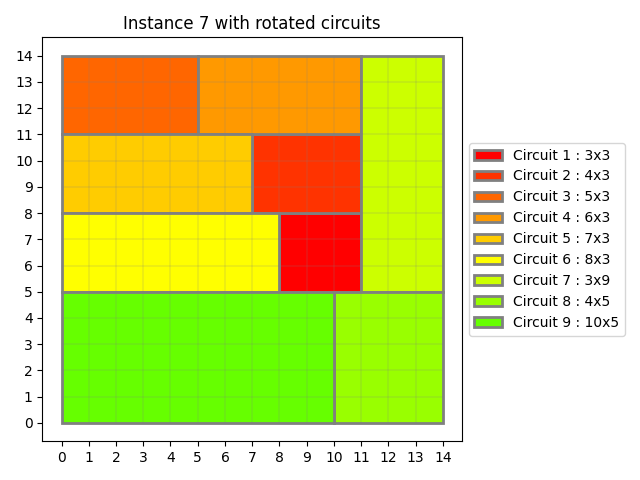 Instance 7 with rotated circuits
14
13
12
11
10
9
8
7
6
5
4
3
2
1
0
0 1 2 3 4 5 6 7 8 9 10 11 12 13 14
Circuit 1 : 3x3
Circuit 2 : 4x3
Circuit 3 : 5x3
Circuit 4 : 6x3
Circuit 5 : 7x3
Circuit 6 : 8x3
Circuit 7 : 3x9
Circuit 8 : 4x5
Circuit 9 : 10x5